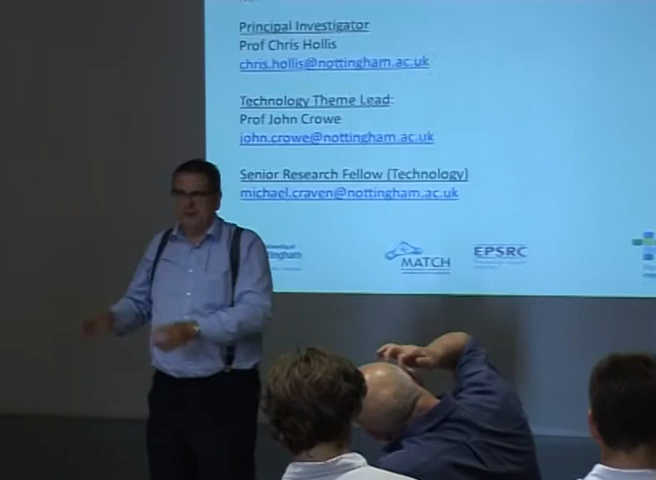 Principal Investigator
Prof Chris Hollis
chris.hollis@nottingham.ac.uk
Technology Theme Lead:
Prof John Crowe
john.crowe@nottingham.ac.uk
Senior Research Fellow (Technology)
michael.craven@nottingham.ac.uk
MATCH
EPSRC